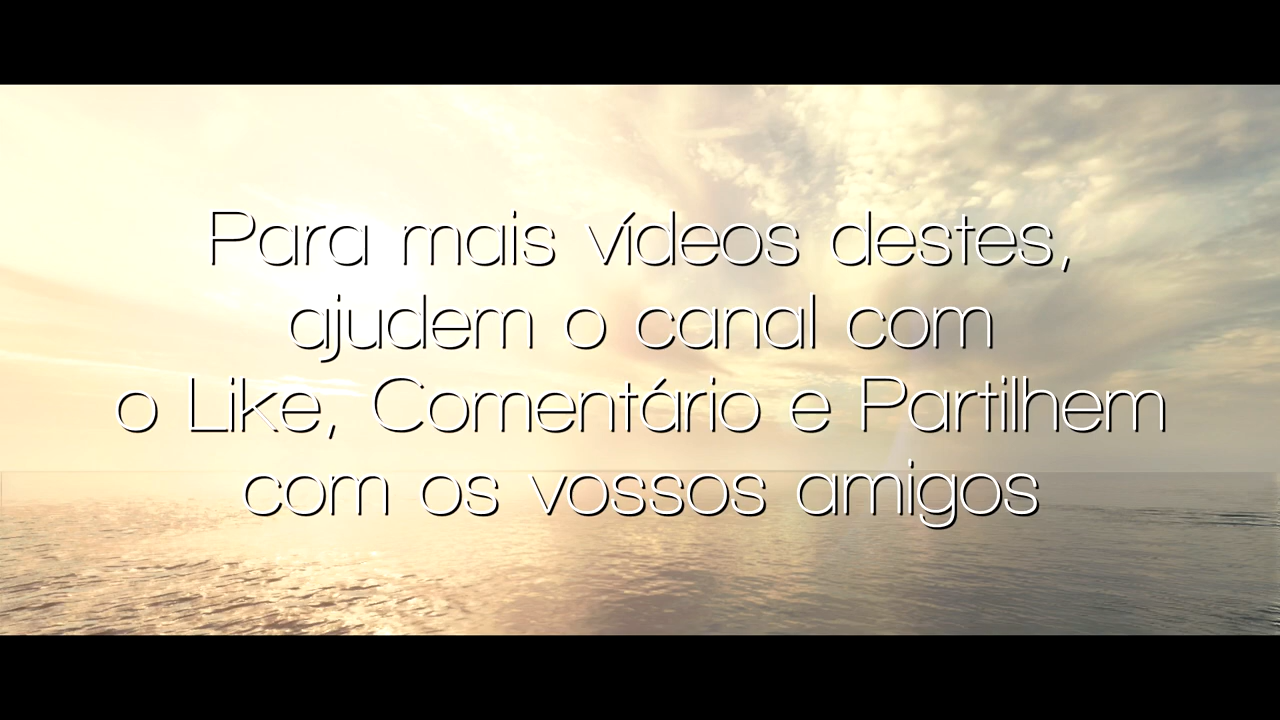 Para mais vídeos destes,
ajudem o canal com
o Like, Comentário e Partilhem
com os vossos amigos